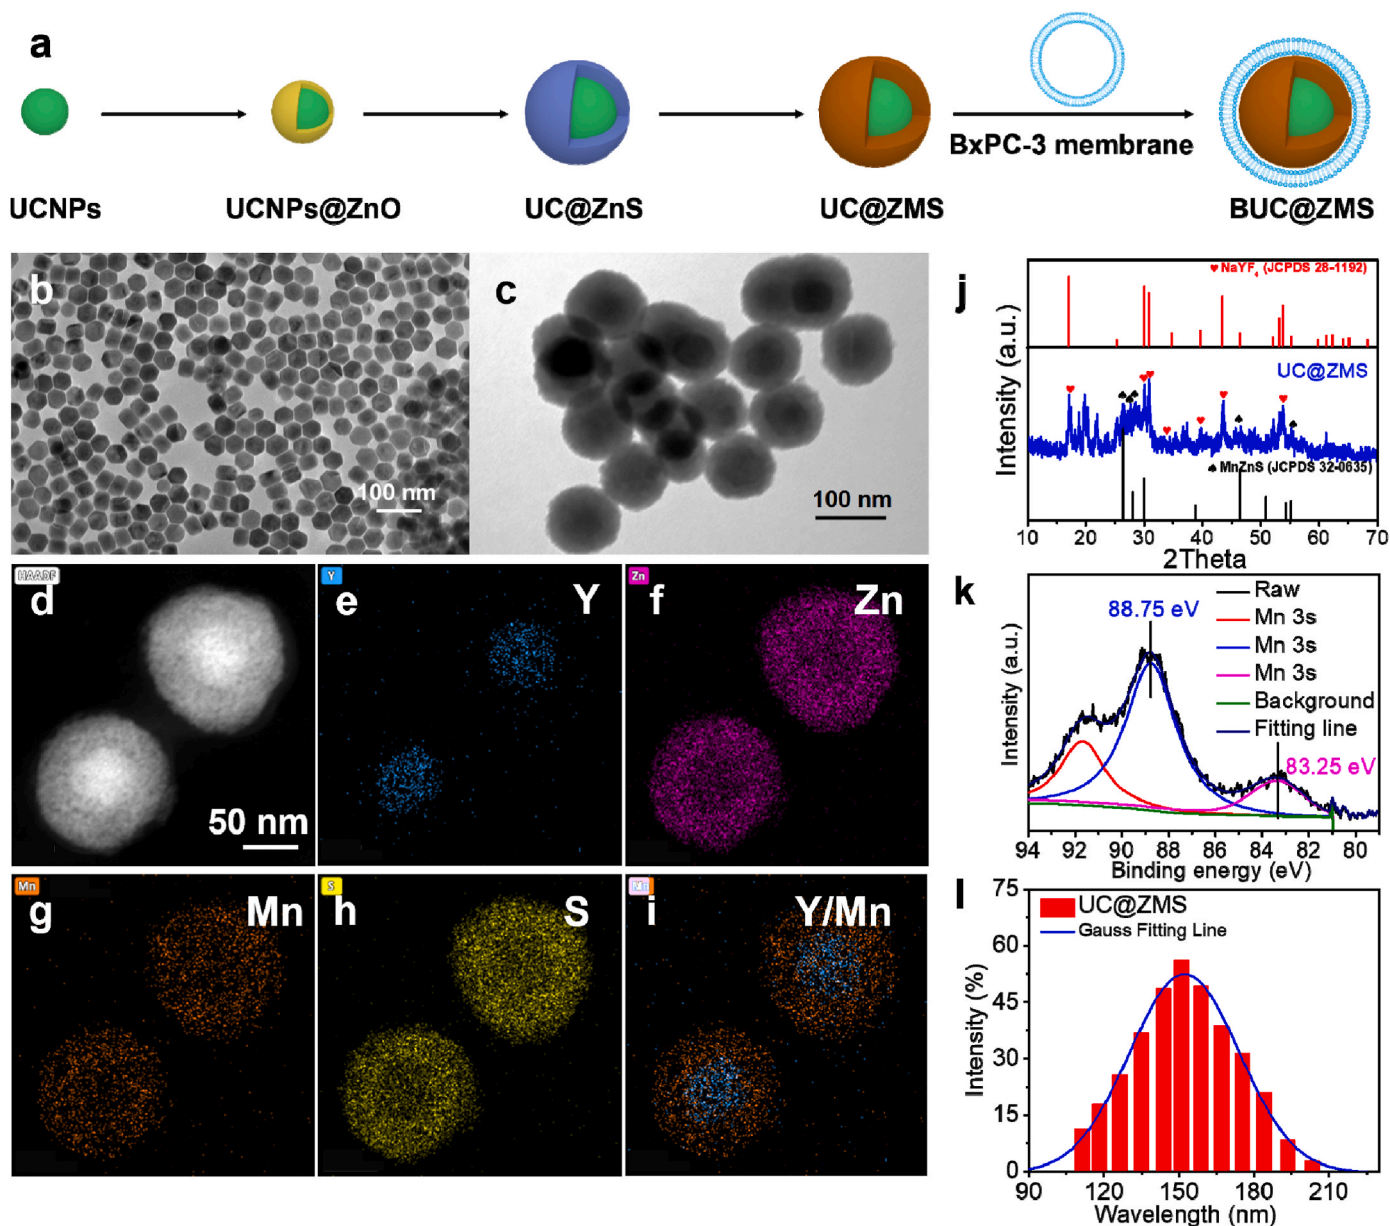 a
BxPC-3 membrane
UCNPs
UCNPs@ZnO
UC@ZnS
UC@ZMS
BUC@ZMS
b
100 nm
c
100 nm
j
♥ NaYF4 (JCPDS 28-1192)
UC@ZMS
♠ MnZnS (JCPDS 32-0635)
Intensity (a.u.)
10 20 30 40 50 60 70
2Theta
HAADF
d
50 nm
Y
e
Y
Zn
f
Zn
k
88.75 eV
Raw
Mn 3s
Mn 3s
Mn 3s
Background
Fitting line
83.25 eV
Intensity (a.u.)
94 92 90 88 86 84 82 80
Binding energy (eV)
Mn
g
Mn
S
h
S
i
Y/Mn
l
UC@ZMS
Gauss Fitting Line
75
60
45
30
15
0
Intensity (%)
90 120 150 180 210
Wavelength (nm)